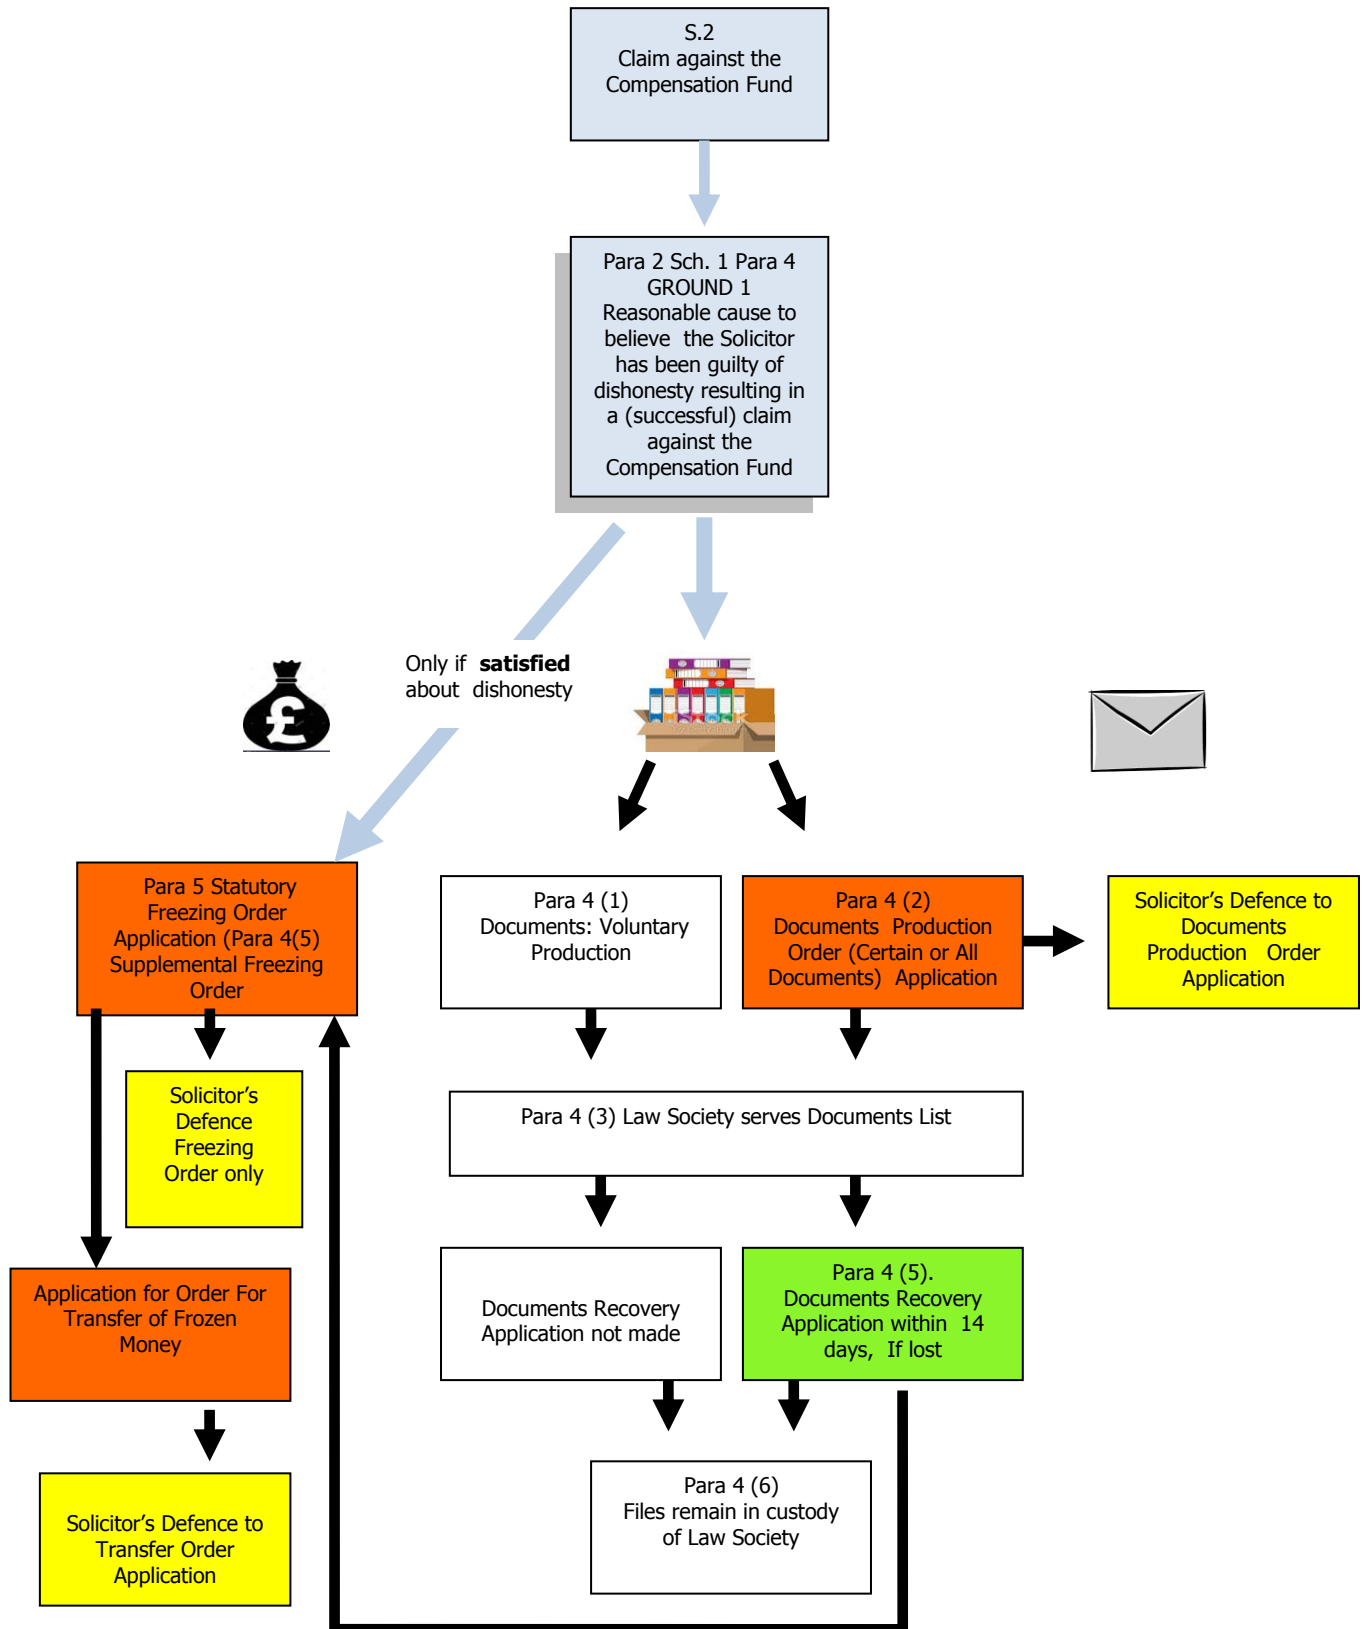 S.2
Claim against the
Compensation Fund
Para 2 Sch. 1 Para 4
GROUND 1
Reasonable cause to
believe the Solicitor
has been guilty of
dishonesty resulting in
a (successful) claim
against the
Compensation Fund
Only if satisfied
about dishonesty
£
Para 5 Statutory
Freezing Order
Application (Para 4(5)
Supplemental Freezing
Order
Para 4 (1)
Documents: Voluntary
Production
Para 4 (2)
Documents Production
Order (Certain or All
Documents) Application
Solicitor’s Defence to
Documents
Production Order
Application
Solicitor’s
Defence
Freezing
Order only
Para 4 (3) Law Society serves Documents List
Application for Order For
Transfer of Frozen
Money
Documents Recovery
Application not made
Para 4 (5).
Documents Recovery
Application within 14
days, If lost
Solicitor’s Defence to
Transfer Order
Application
Para 4 (6)
Files remain in custody
of Law Society